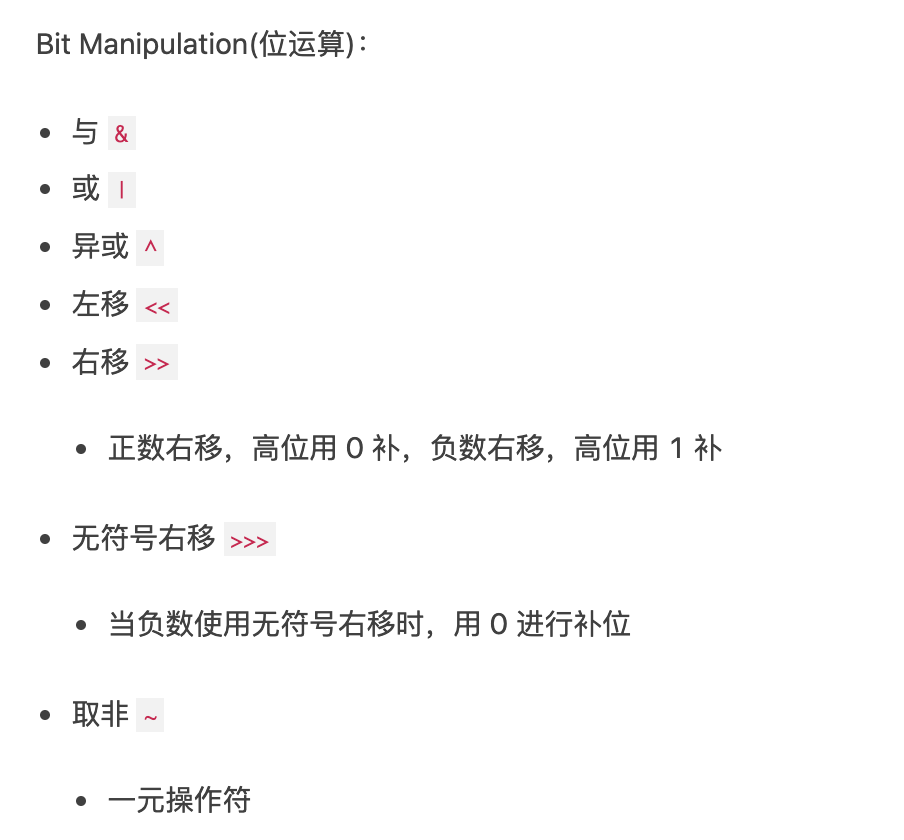 Bit Manipulation(位运算)：
与 &
或 |
异或 ^
左移 <<
右移 >>
正数右移，高位用 0 补，负数右移，高位用 1 补
无符号右移 >>>
当负数使用无符号右移时，用 0 进行补位
取非 ~
一元操作符